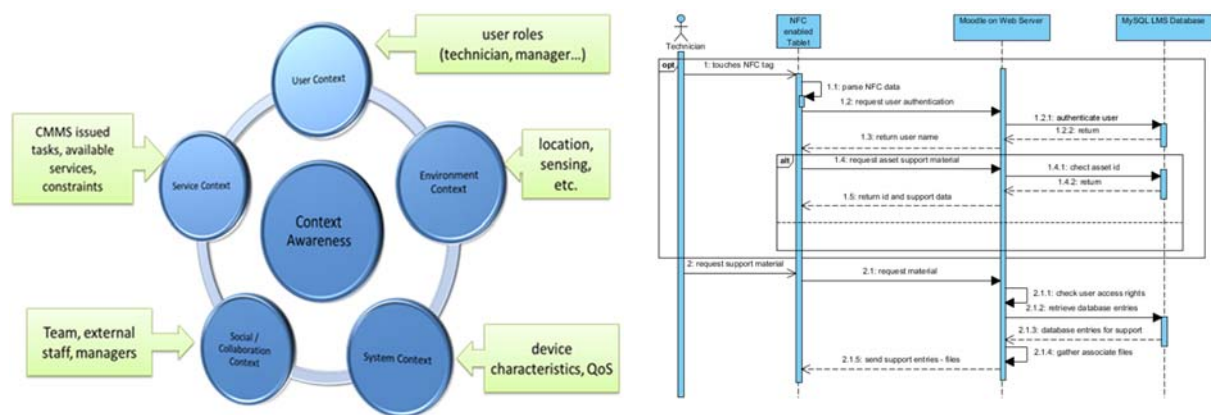 user roles
(technician, manager...)
User Context
CMMS issued
tasks, available
services,
constraints
location,
sensing,
etc.
Service Context
Environment Context
Context
Awareness
Team, external
staff, managers
Social /
Collaboration
Context
System Context
device
characteristics, QoS
Technician
NFC
enabled
Tablet
Moodle on Web Server
MySQL LMS Database
opt
1: touches NFC tag
1.1: parse NFC data
1.2: request user authentication
1.2.1: authenticate user
1.2.2: return
1.3: return user name
alt
1.4: request asset support material
1.4.1: chect asset id
1.4.2: return
1.5: return id and support data
2: request support material
2.1: request material
2.1.1: check user access rights
2.1.2: retrieve database entries
2.1.3: database entries for support
2.1.4: gather associate files
2.1.5: send support entries - files